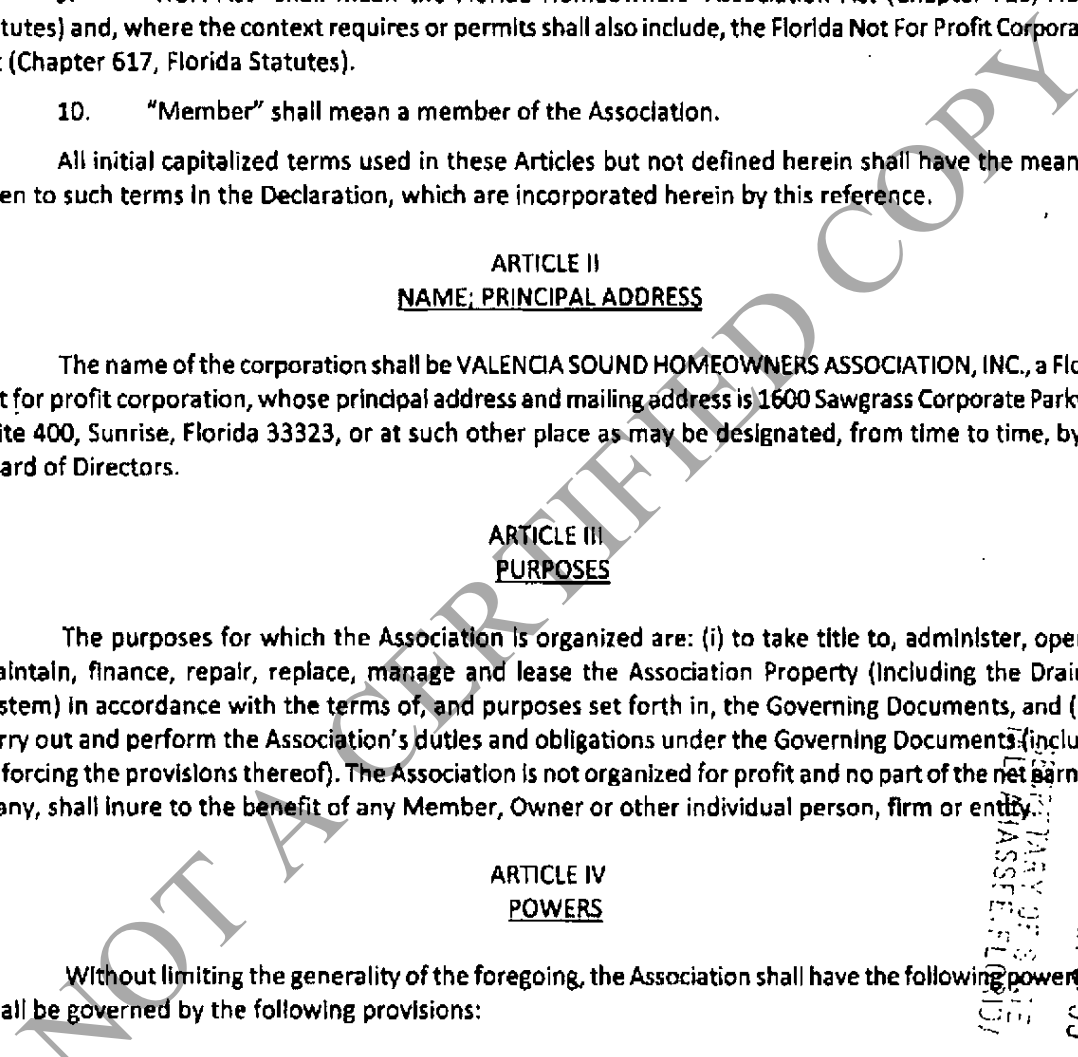 tutes) and, where the context requires or permits shall also include, the Florida Not For Profit Corpora
t (Chapter 617, Florida Statutes).
10. “Member” shall mean a member of the Association.
All initial capitalized terms used in these Articles but not defined herein shall have the mean
en to such terms in the Declaration, which are incorporated herein by this reference.
ARTICLE II
NAME; PRINCIPAL ADDRESS
The name of the corporation shall be VALENCIA SOUND HOMEOWNERS ASSOCIATION, INC., a Flo
t for profit corporation, whose principal address and mailing address is 1600 Sawgrass Corporate Park
ite 400, Sunrise, Florida 33323, or at such other place as may be designated, from time to time, by
ard of Directors.
ARTICLE III
PURPOSES
The purposes for which the Association is organized are: (i) to take title to, administer, oper
aintain, finance, repair, replace, manage and lease the Association Property (including the Drain
stem) in accordance with the terms of, and purposes set forth in, the Governing Documents, and (
rry out and perform the Association’s duties and obligations under the Governing Documents (inclu
forcing the provisions thereof). The Association is not organized for profit and no part of the net earn
any, shall inure to the benefit of any Member, Owner or other individual person, firm or entity.
ARTICLE IV
POWERS
Without limiting the generality of the foregoing, the Association shall have the following power
all be governed by the following provisions:
NOT A CERTIFIED COPY